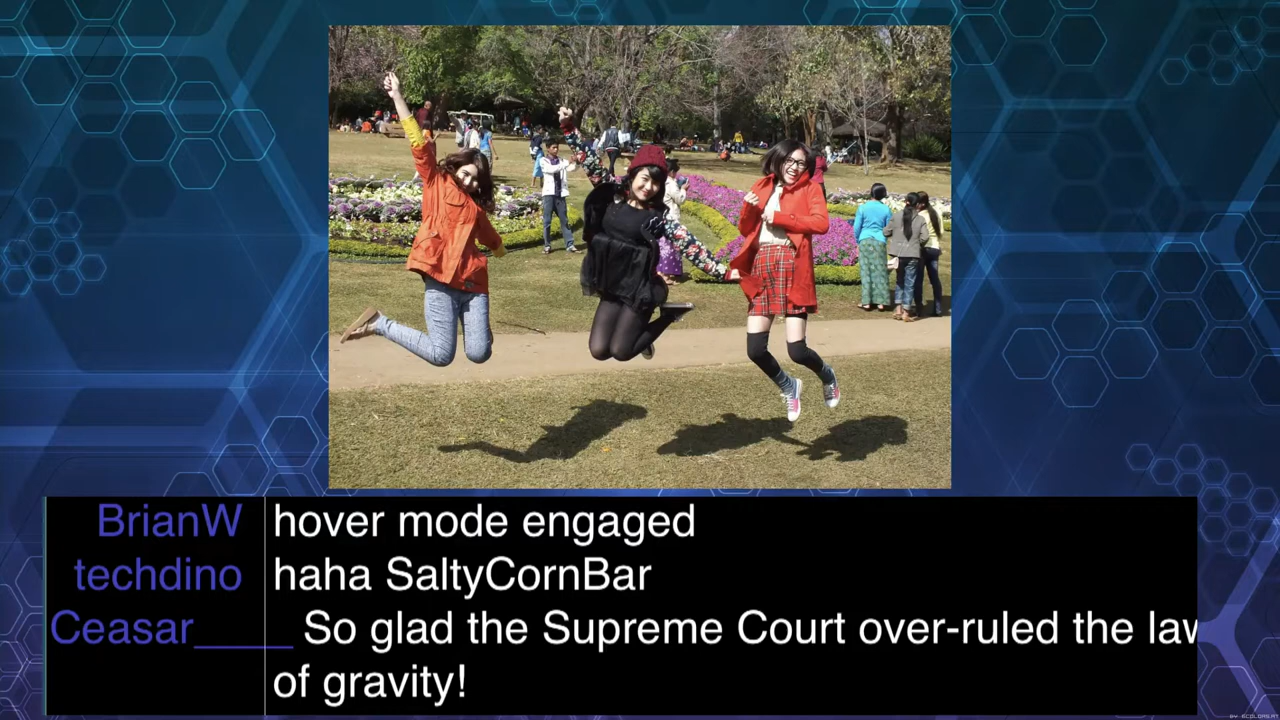 BrianW hover mode engaged
techdino haha SaltyCornBar
Ceasar_____ So glad the Supreme Court over-ruled the law
of gravity!